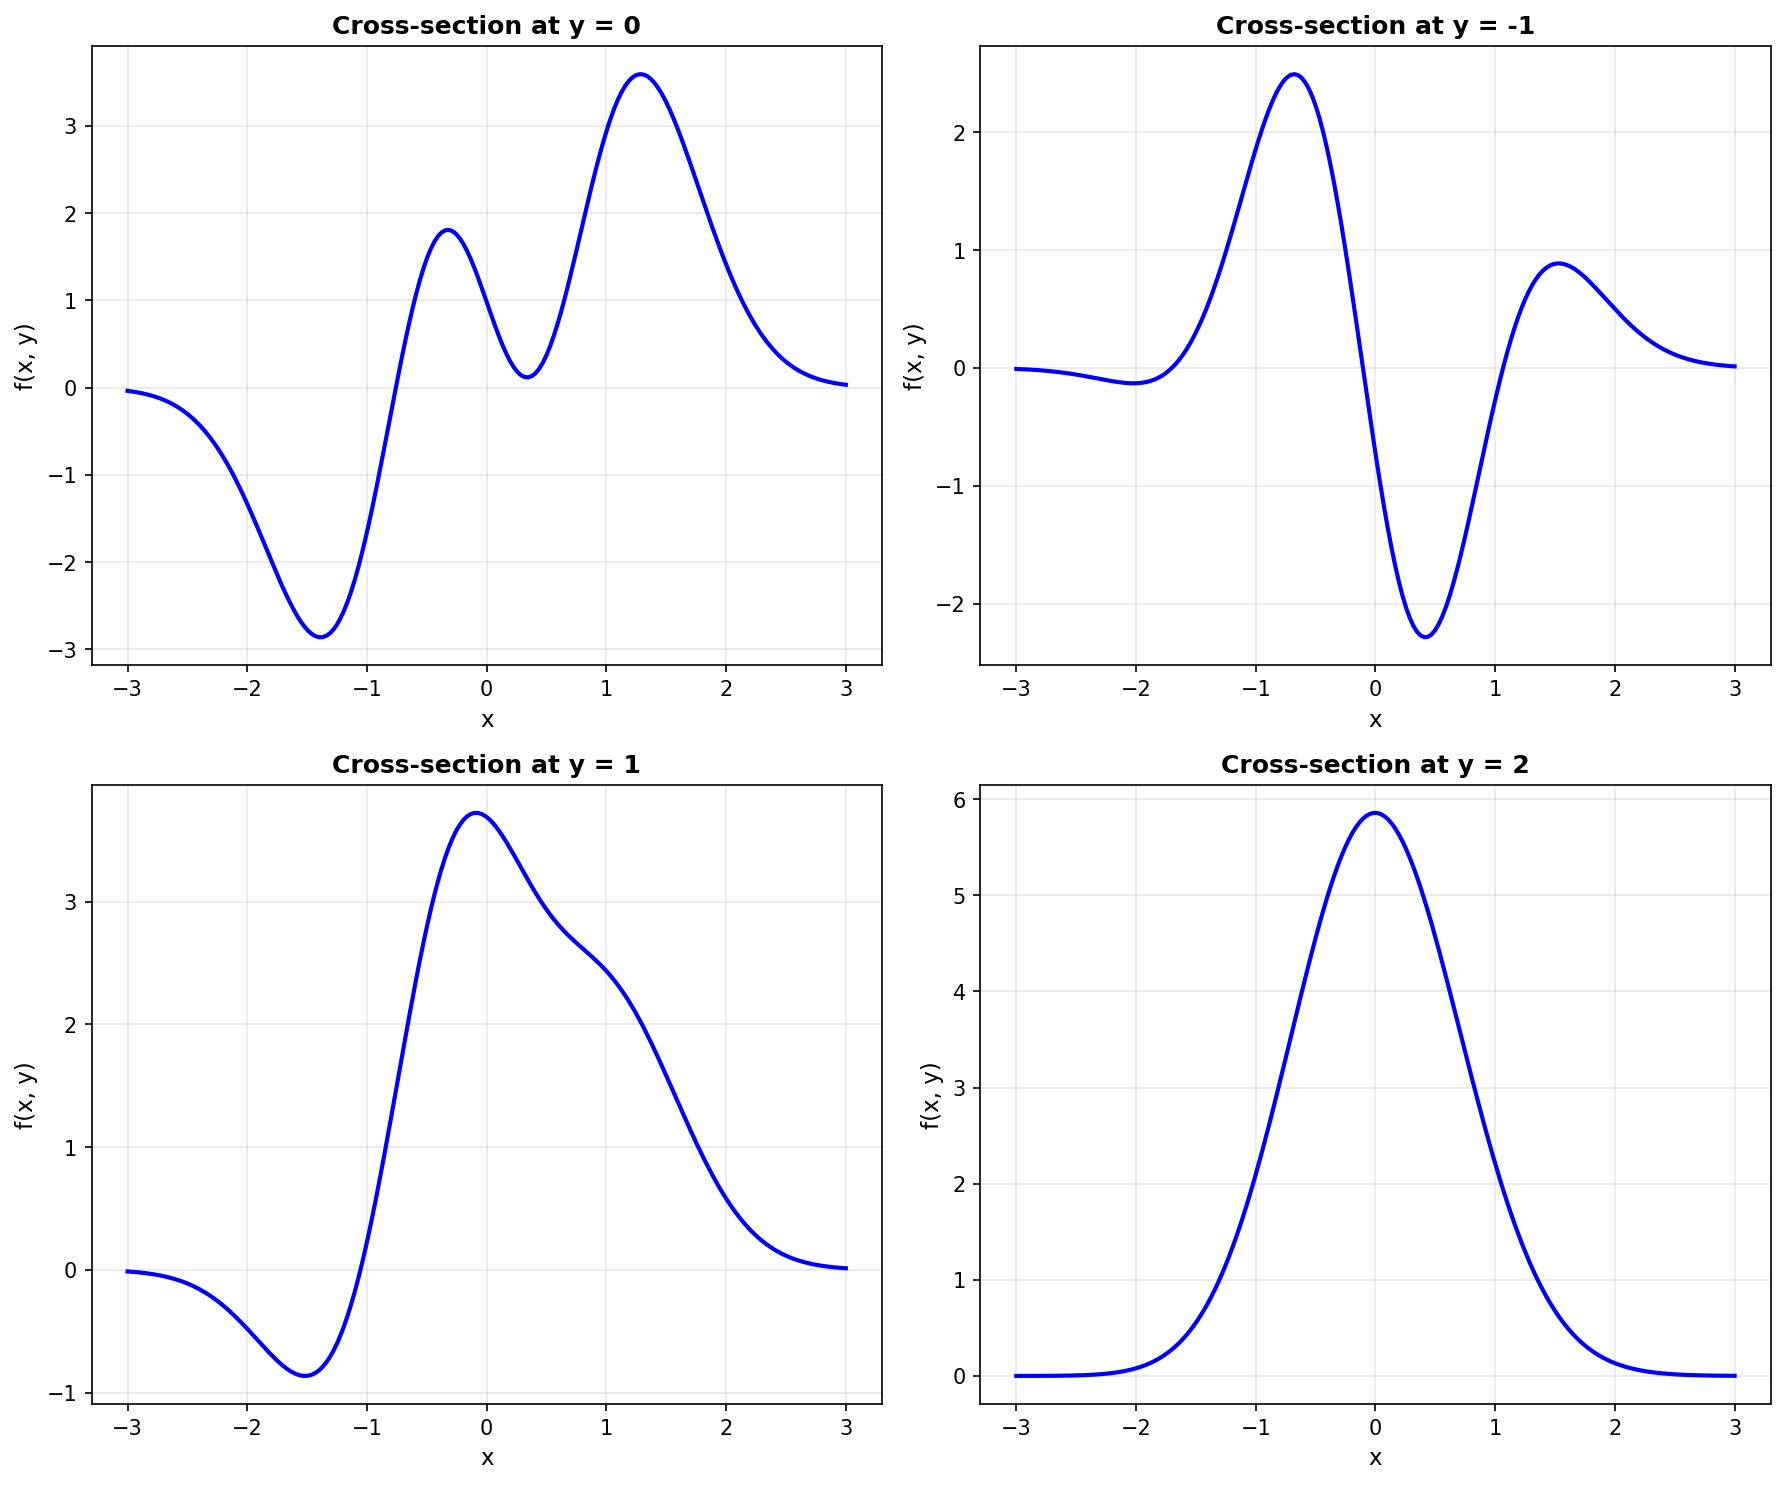 Cross-section at y = 0
f(x, y)
3
2
1
0
−1
−2
−3
−3 −2 −1 0 1 2 3
x
Cross-section at y = -1
f(x, y)
2
1
0
−1
−2
−3 −2 −1 0 1 2 3
x
Cross-section at y = 1
f(x, y)
3
2
1
0
−1
−3 −2 −1 0 1 2 3
x
Cross-section at y = 2
f(x, y)
6
5
4
3
2
1
0
−3 −2 −1 0 1 2 3
x